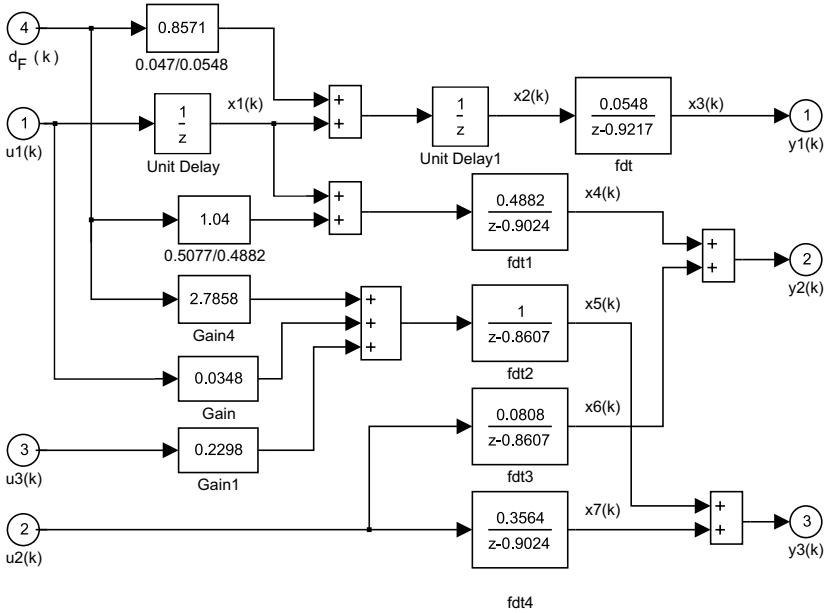 4
d_F (k)
0.8571
0.047/0.0548
1
u1(k)
1
z
Unit Delay
x1(k)
+
+
1
z
Unit Delay1
x2(k)
0.0548
z-0.9217
fdt
x3(k)
1
y1(k)
1.04
0.5077/0.4882
+
+
0.4882
z-0.9024
fdt1
x4(k)
+
+
2
y2(k)
2.7858
Gain4
+
+
+
1
z-0.8607
fdt2
x5(k)
0.0348
Gain
0.0808
z-0.8607
fdt3
x6(k)
3
u3(k)
0.2298
Gain1
2
u2(k)
0.3564
z-0.9024
fdt4
x7(k)
+
+
3
y3(k)